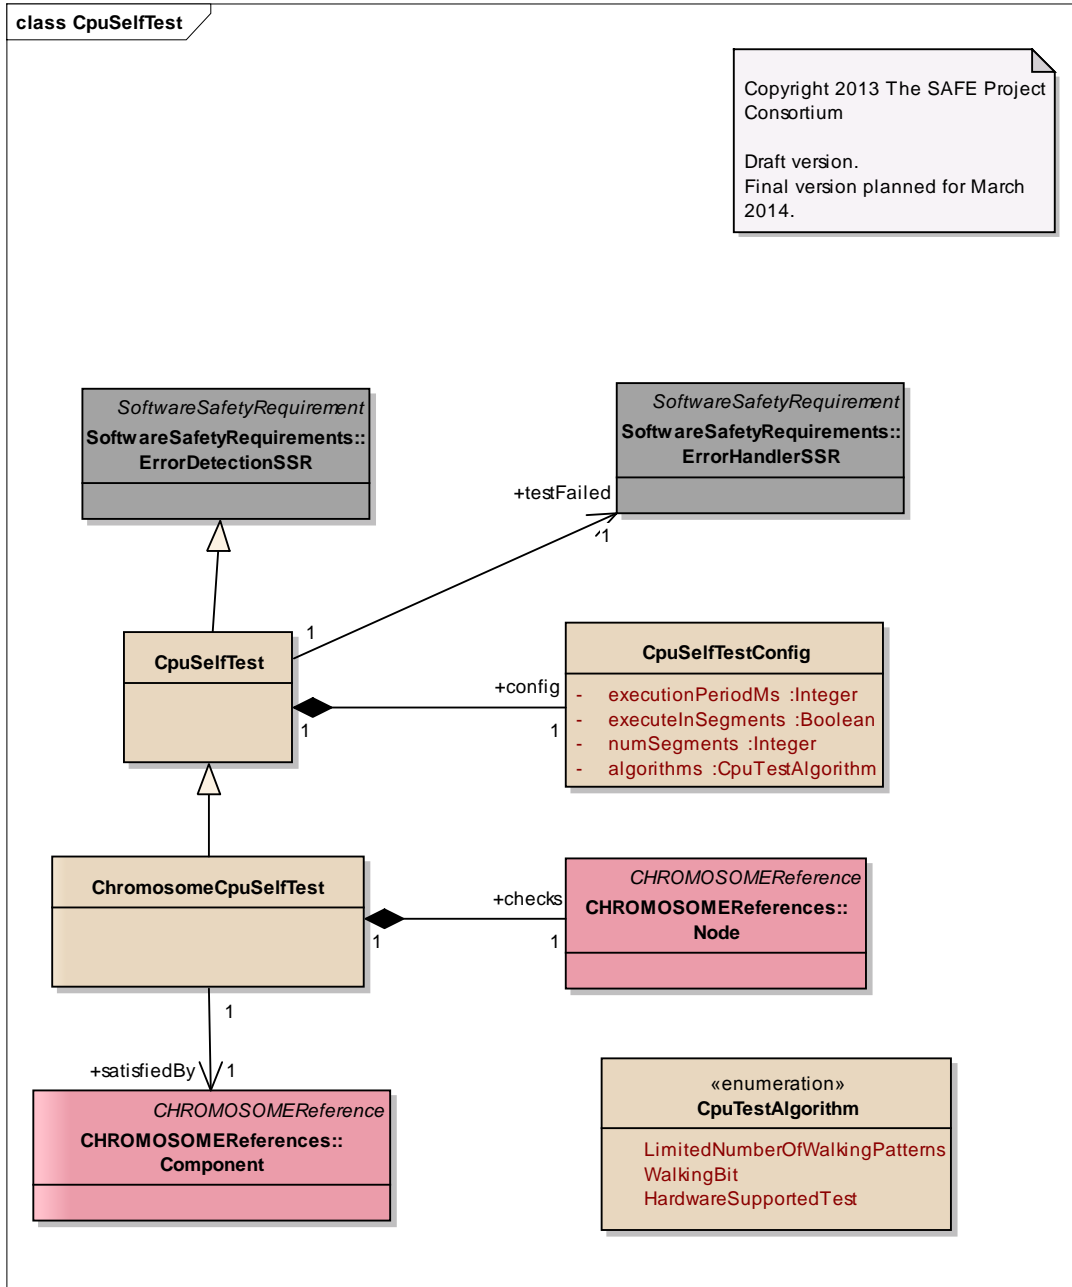 class CpuSelfTest
Copyright 2013 The SAFE Project
Consortium
Draft version.
Final version planned for March
2014.
SoftwareSafetyRequirement
SoftwareSafetyRequirements::
ErrorDetectionSSR
SoftwareSafetyRequirement
SoftwareSafetyRequirements::
ErrorHandlerSSR
+testFailed
1
1
CpuSelfTest
+config
1
1
CpuSelfTestConfig
- executionPeriodMs :Integer
- executeInSegments :Boolean
- numSegments :Integer
- algorithms :CpuTestAlgorithm
ChromosomeCpuSelfTest
+checks
1
1
CHROMOSOMEReference
CHROMOSOMEReferences::
Node
1
+satisfiedBy
1
CHROMOSOMEReference
CHROMOSOMEReferences::
Component
«enumeration»
CpuTestAlgorithm
LimitedNumberOfWalkingPatterns
WalkingBit
HardwareSupportedTest